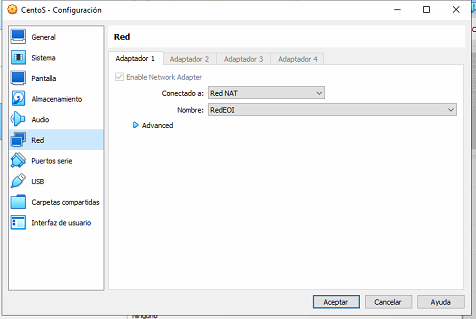 CentoS - Configuración
General
Sistema
Pantalla
Almacenamiento
Audio
Red
Puertos serie
USB
Carpetas compartidas
Interfaz de usuario
Red
Adaptador 1 Adaptador 2 Adaptador 3 Adaptador 4
Enable Network Adapter
Conectado a: Red NAT
Nombre: RedEOI
Advanced
Aceptar Cancelar Ayuda
Ninguno